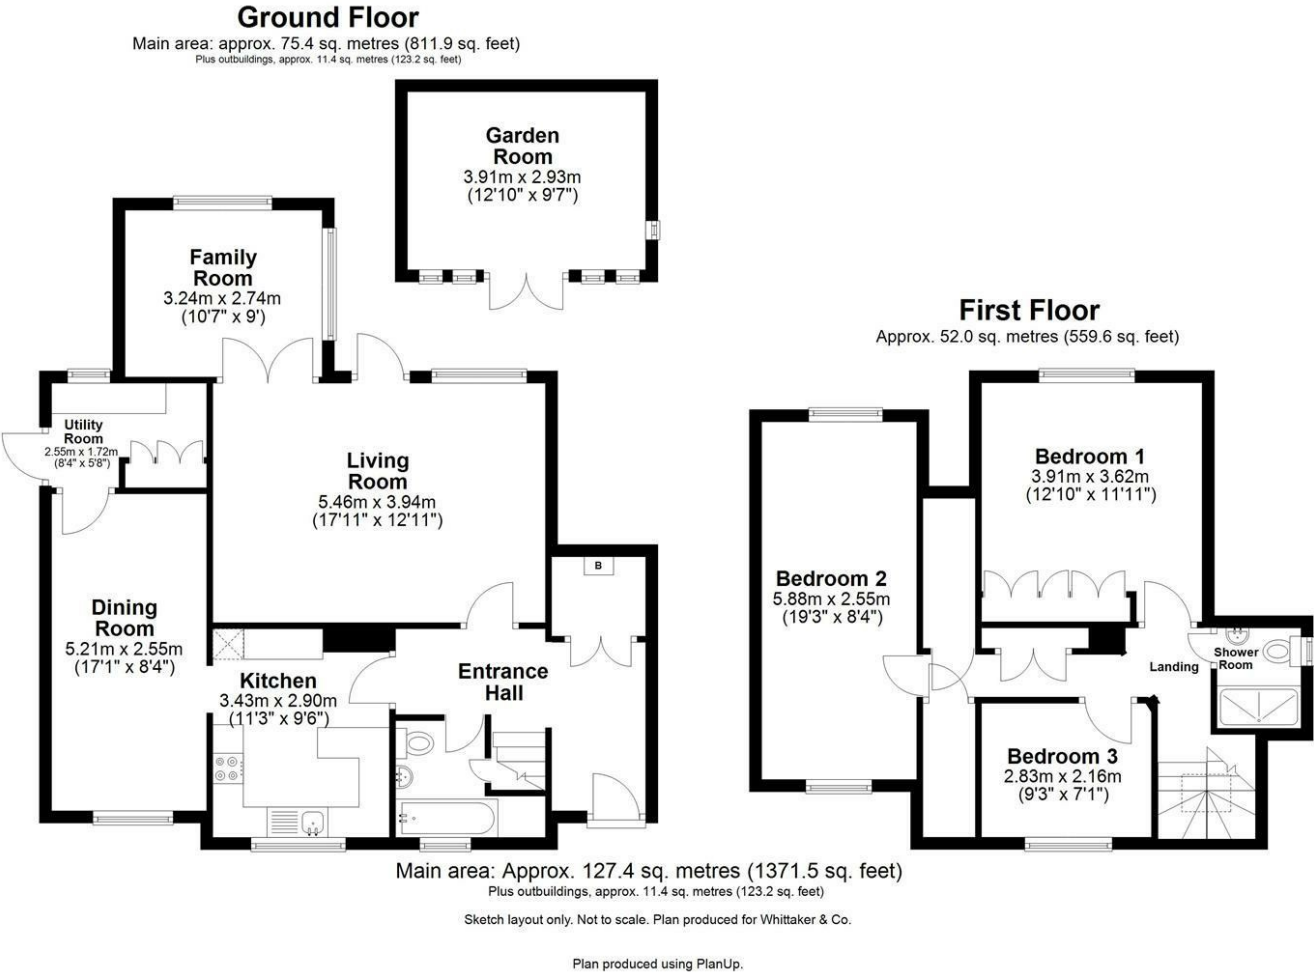 Ground Floor
Main area: approx. 75.4 sq. metres (811.9 sq. feet)
Plus outbuildings, approx. 11.4 sq. metres (123.2 sq. feet)
Garden
Room
3.91m x 2.93m
(12'10" x 9'7")
Family
Room
3.24m x 2.74m
(10'7" x 9')
Utility
Room
2.55m x 1.72m
(8'4" x 5'8")
Living
Room
5.46m x 3.94m
(17'11" x 12'11")
B
Dining
Room
5.21m x 2.55m
(17'1" x 8'4")
Kitchen
3.43m x 2.90m
(11'3" x 9'6")
Entrance
Hall
First Floor
Approx. 52.0 sq. metres (559.6 sq. feet)
Bedroom 1
3.91m x 3.62m
(12'10" x 11'11")
Bedroom 2
5.88m x 2.55m
(19'3" x 8'4")
Landing
Shower
Room
Bedroom 3
2.83m x 2.16m
(9'3" x 7'1")
Main area: Approx. 127.4 sq. metres (1371.5 sq. feet)
Plus outbuildings, approx. 11.4 sq. metres (123.2 sq. feet)
Sketch layout only. Not to scale. Plan produced for Whittaker & Co.
Plan produced using PlanUp.